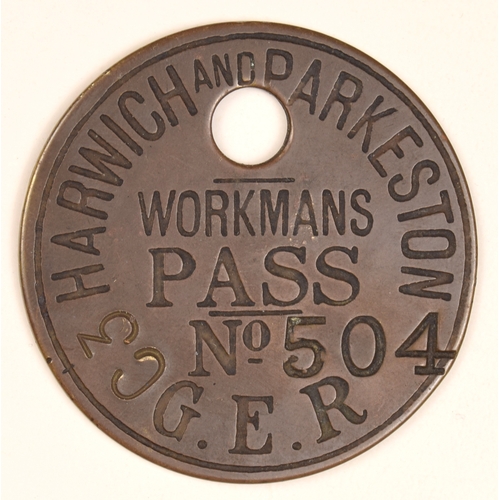 HARWICH AND PARKESTON
WORKMANS
PASS
No 504
G.E.R